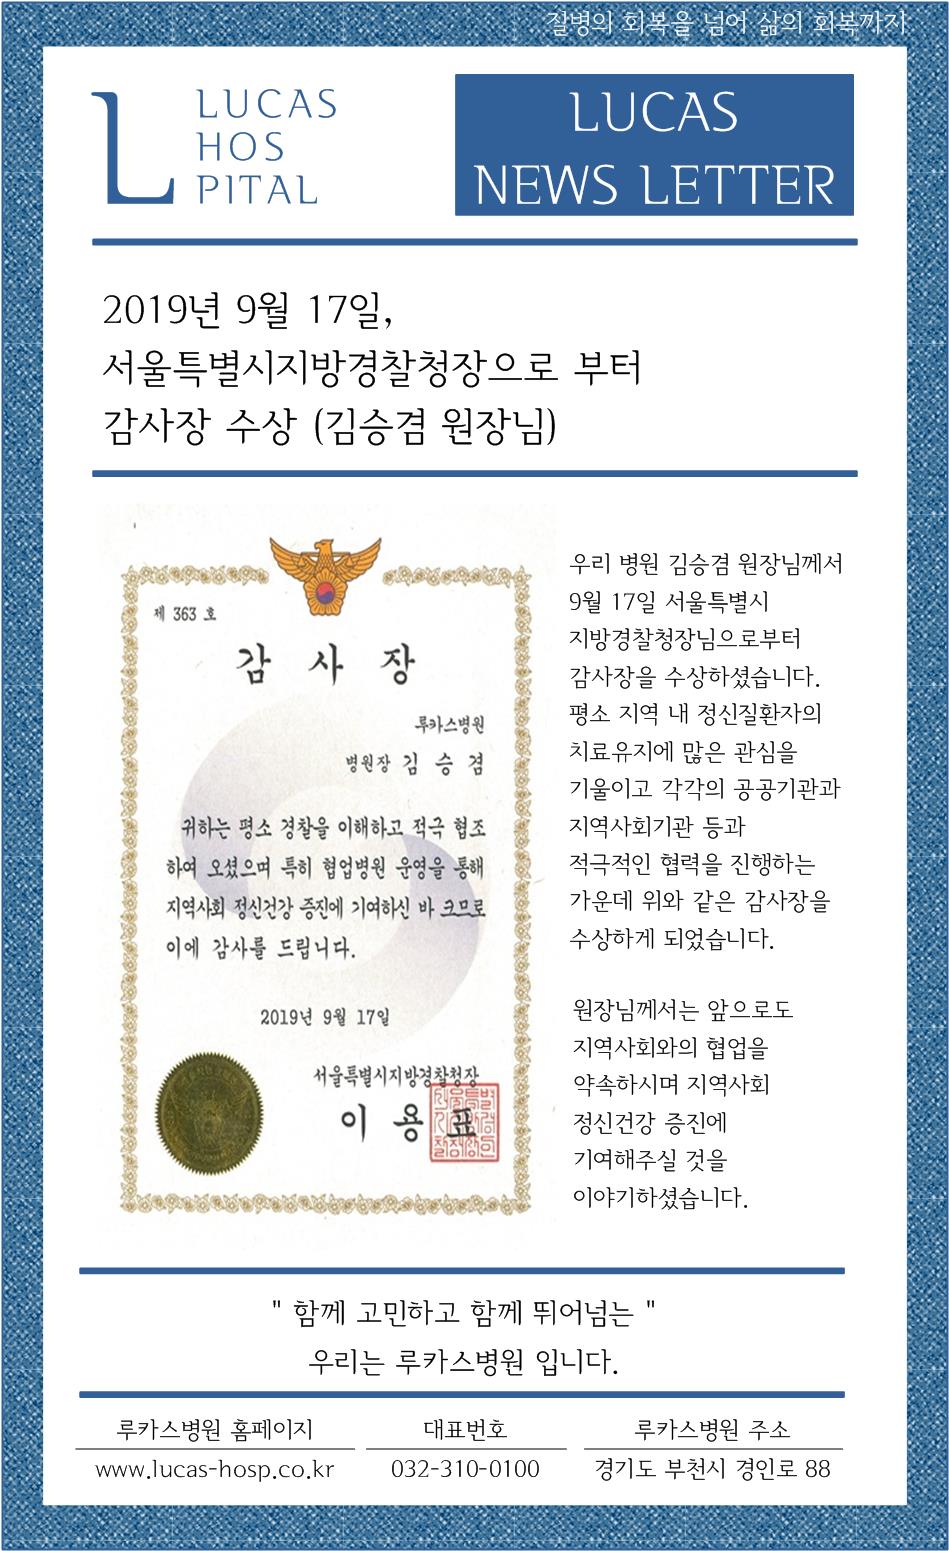 질병의 회복을 넘어 삶의 회복까지
LUCAS
HOS
PITAL
LUCAS
NEWS LETTER
2019년 9월 17일,
서울특별시지방경찰청장으로 부터
감사장 수상 (김승겸 원장님)
제 363 호
감 사 장
루카스병원
병원장 김 승 겸
귀하는 평소 경찰을 이해하고 적극 협조
하여 오셨으며 특히 협업병원 운영을 통해
지역사회 정신건강 증진에 기여하신 바 크므로
이에 감사를 드립니다.
2019년 9월 17일
서울특별시지방경찰청장
이 용 표
우리 병원 김승겸 원장님께서
9월 17일 서울특별시
지방경찰청장님으로부터
감사장을 수상하셨습니다.
평소 지역 내 정신질환자의
치료유지에 많은 관심을
기울이고 각각의 공공기관과
지역사회기관 등과
적극적인 협력을 진행하는
가운데 위와 같은 감사장을
수상하게 되었습니다.
원장님께서는 앞으로도
지역사회와의 협업을
약속하시며 지역사회
정신건강 증진에
기여해주실 것을
이야기하셨습니다.
" 함께 고민하고 함께 뛰어넘는 "
우리는 루카스병원 입니다.
루카스병원 홈페이지
www.lucas-hosp.co.kr
대표번호
032-310-0100
루카스병원 주소
경기도 부천시 경인로 88